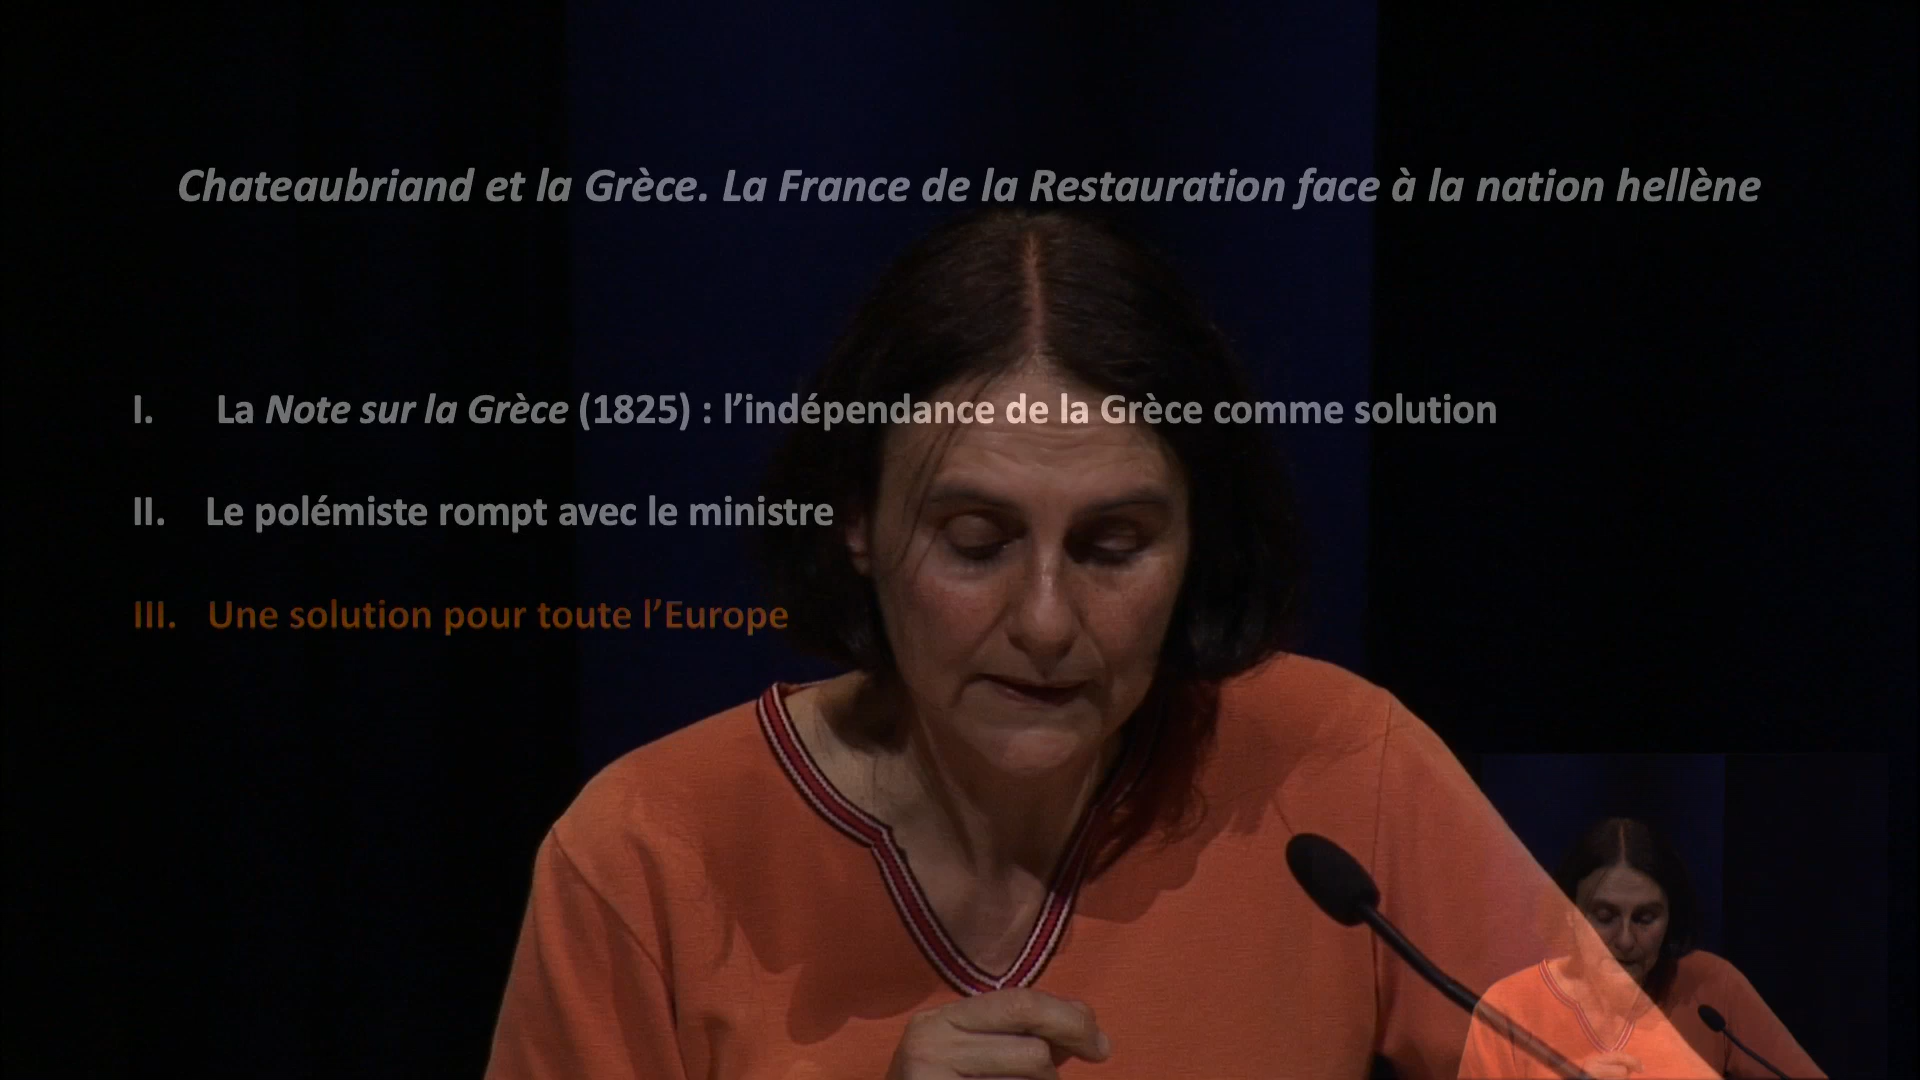 Chateaubriand et la Grèce. La France de la Restauration face à la nation hellène
I. La Note sur la Grèce (1825) : l’indépendance de la Grèce comme solution
II. Le polémiste rompt avec le ministre
III. Une solution pour toute l’Europe